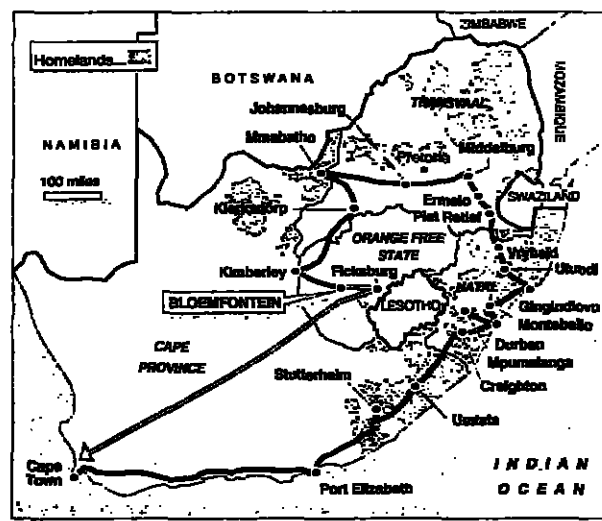 ZIMBABWE
Homelands
BOTSWANA
MOZAMBIQUE
Johannesburg
TRANSVAAL
Mmabatho
Pretoria
Middelburg
NAMIBIA
100 miles
Ermelo
SWAZILAND
Klerksdorp
Piet Retief
ORANGE FREE
STATE
Vryheid
Ulundi
Kimberley
Ficksburg
NATAL
BLOEMFONTEIN
LESOTHO
Gingindlovu
Montebello
CAPE
PROVINCE
Durban
Mpumalanga
Stutterheim
Creighton
Umtata
Cape
Town
Port Elizabeth
INDIAN
OCEAN